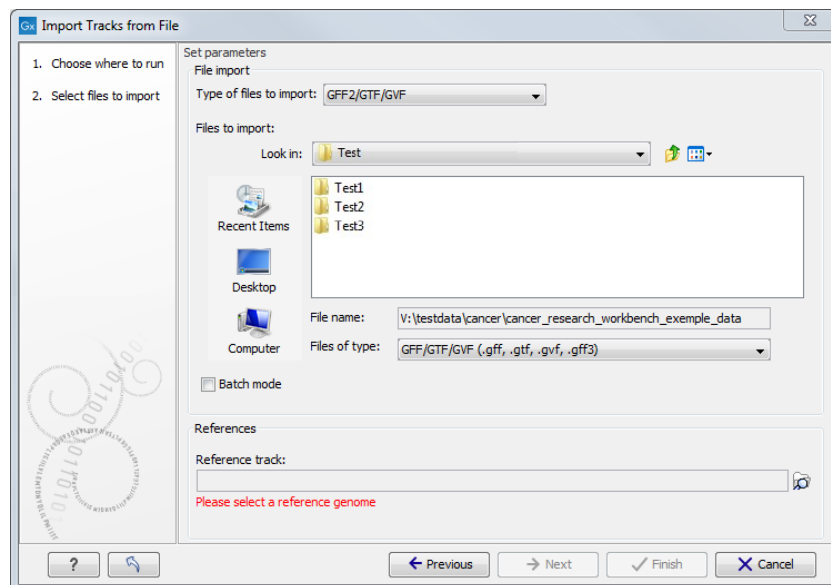 Gx Import Tracks from File
1. Choose where to run
2. Select files to import
Set parameters
File import
Type of files to import: GFF2/GTF/GVF
Files to import:
Look in: Test
Test1
Test2
Test3
Recent Items
Desktop
Computer
File name: V:\testdata\cancer\cancer_research_workbench_exemple_data
Files of type: GFF/GTF/GVF (.gff, .gtf, .gvf, .gff3)
Batch mode
References
Reference track:
Please select a reference genome
? Previous Next Finish Cancel